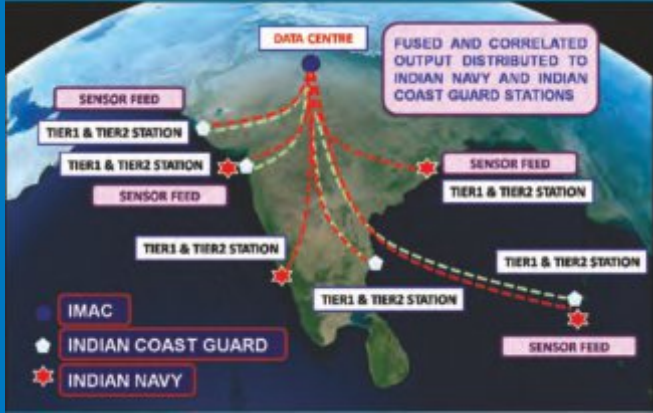 DATA CENTRE
FUSED AND CORRELATED
OUTPUT DISTRIBUTED TO
INDIAN NAVY AND INDIAN
COAST GUARD STATIONS
SENSOR FEED
TIER1 & TIER2 STATION
TIER1 & TIER2 STATION
SENSOR FEED
SENSOR FEED
TIER1 & TIER2 STATION
TIER1 & TIER2 STATION
TIER1 & TIER2 STATION
TIER1 & TIER2 STATION
SENSOR FEED
IMAC
INDIAN COAST GUARD
INDIAN NAVY